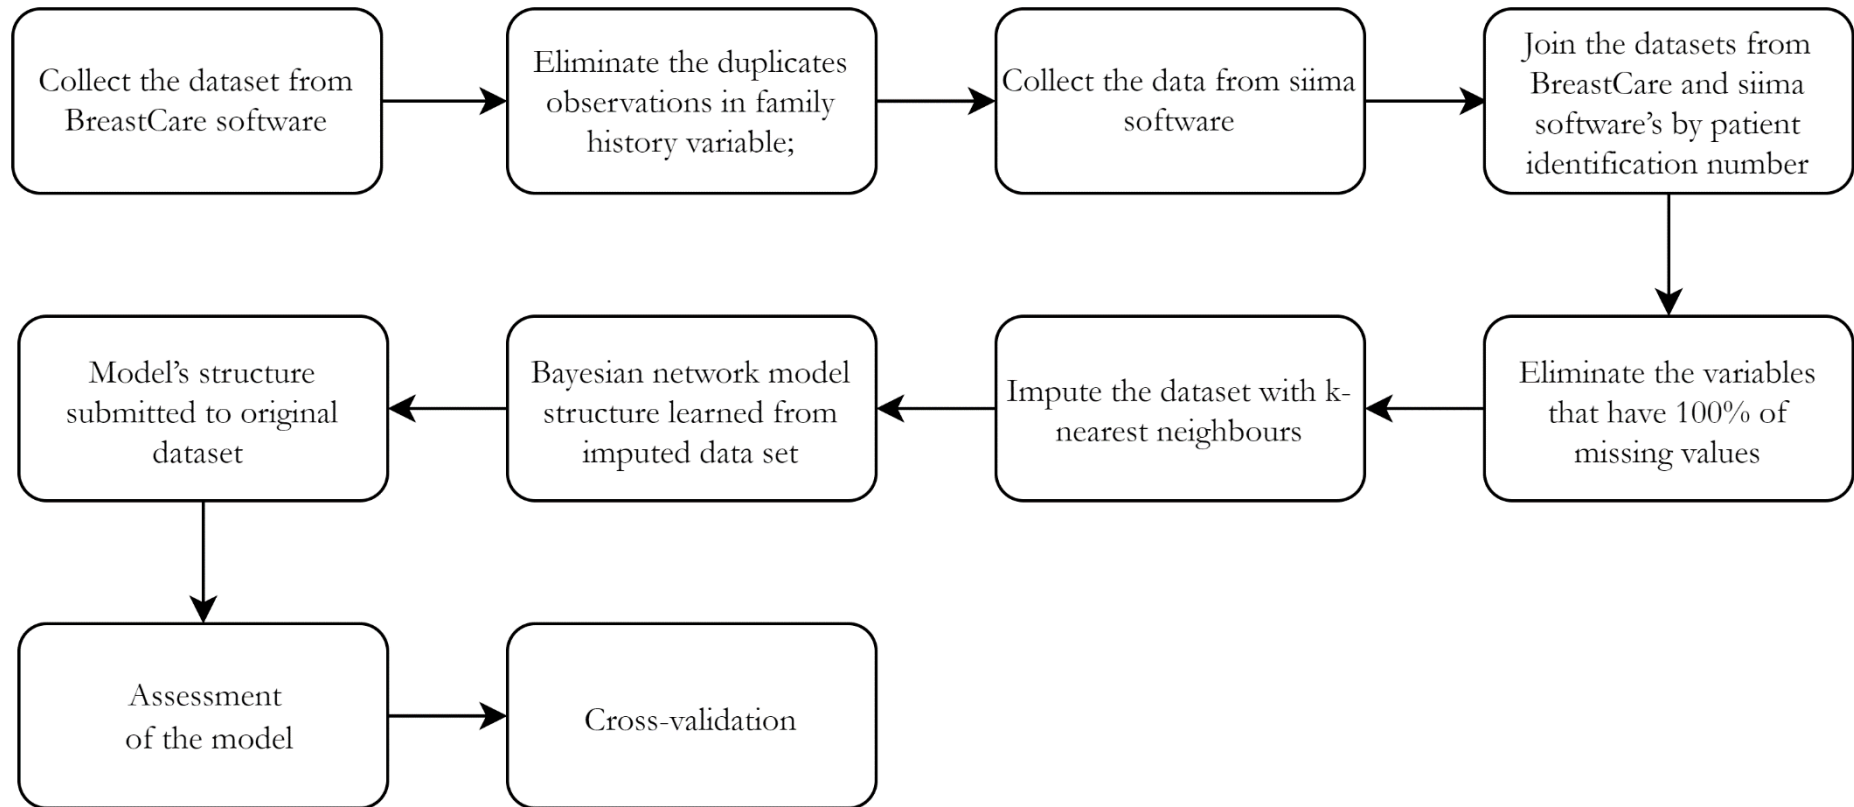 Collect the dataset from
BreastCare software
Eliminate the duplicates
observations in family
history variable;
Collect the data from siima
software
Join the datasets from
BreastCare and siima
software's by patient
identification number
Eliminate the variables
that have 100% of
missing values
Impute the dataset with k-
nearest neighbours
Bayesian network model
structure learned from
imputed data set
Model's structure
submitted to original
dataset
Assessment
of the model
Cross-validation